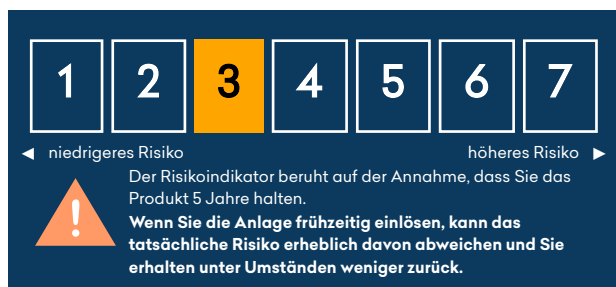 1 2 3 4 5 6 7
◄ niedrigeres Risiko höheres Risiko ►
Der Risikoindikator beruht auf der Annahme, dass Sie das
Produkt 5 Jahre halten.
! Wenn Sie die Anlage frühzeitig einlösen, kann das
tatsächliche Risiko erheblich davon abweichen und Sie
erhalten unter Umständen weniger zurück.